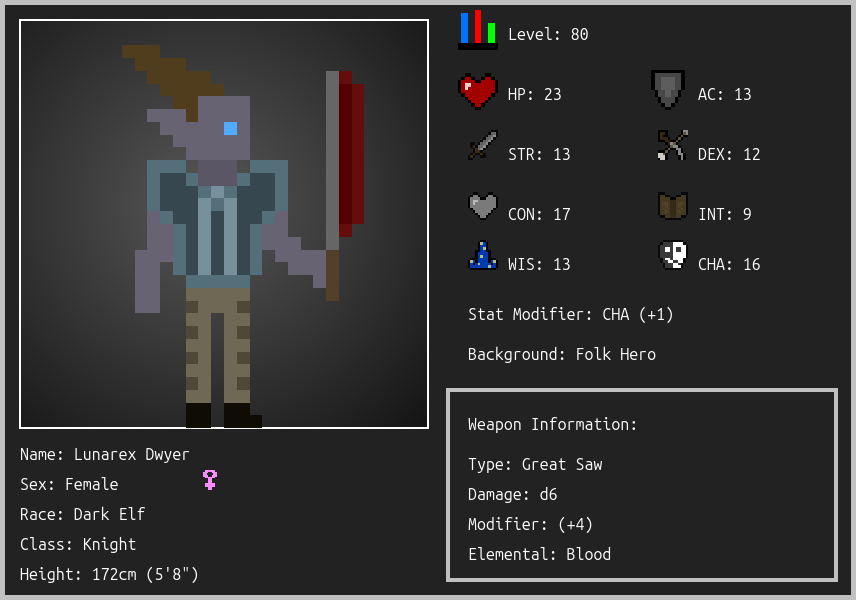 Level: 80
HP: 23
AC: 13
STR: 13
DEX: 12
CON: 17
INT: 9
WIS: 13
CHA: 16
Stat Modifier: CHA (+1)
Background: Folk Hero
Weapon Information:
Type: Great Saw
Damage: d6
Modifier: (+4)
Elemental: Blood
Name: Lunarex Dwyer
Sex: Female
Race: Dark Elf
Class: Knight
Height: 172cm (5'8")